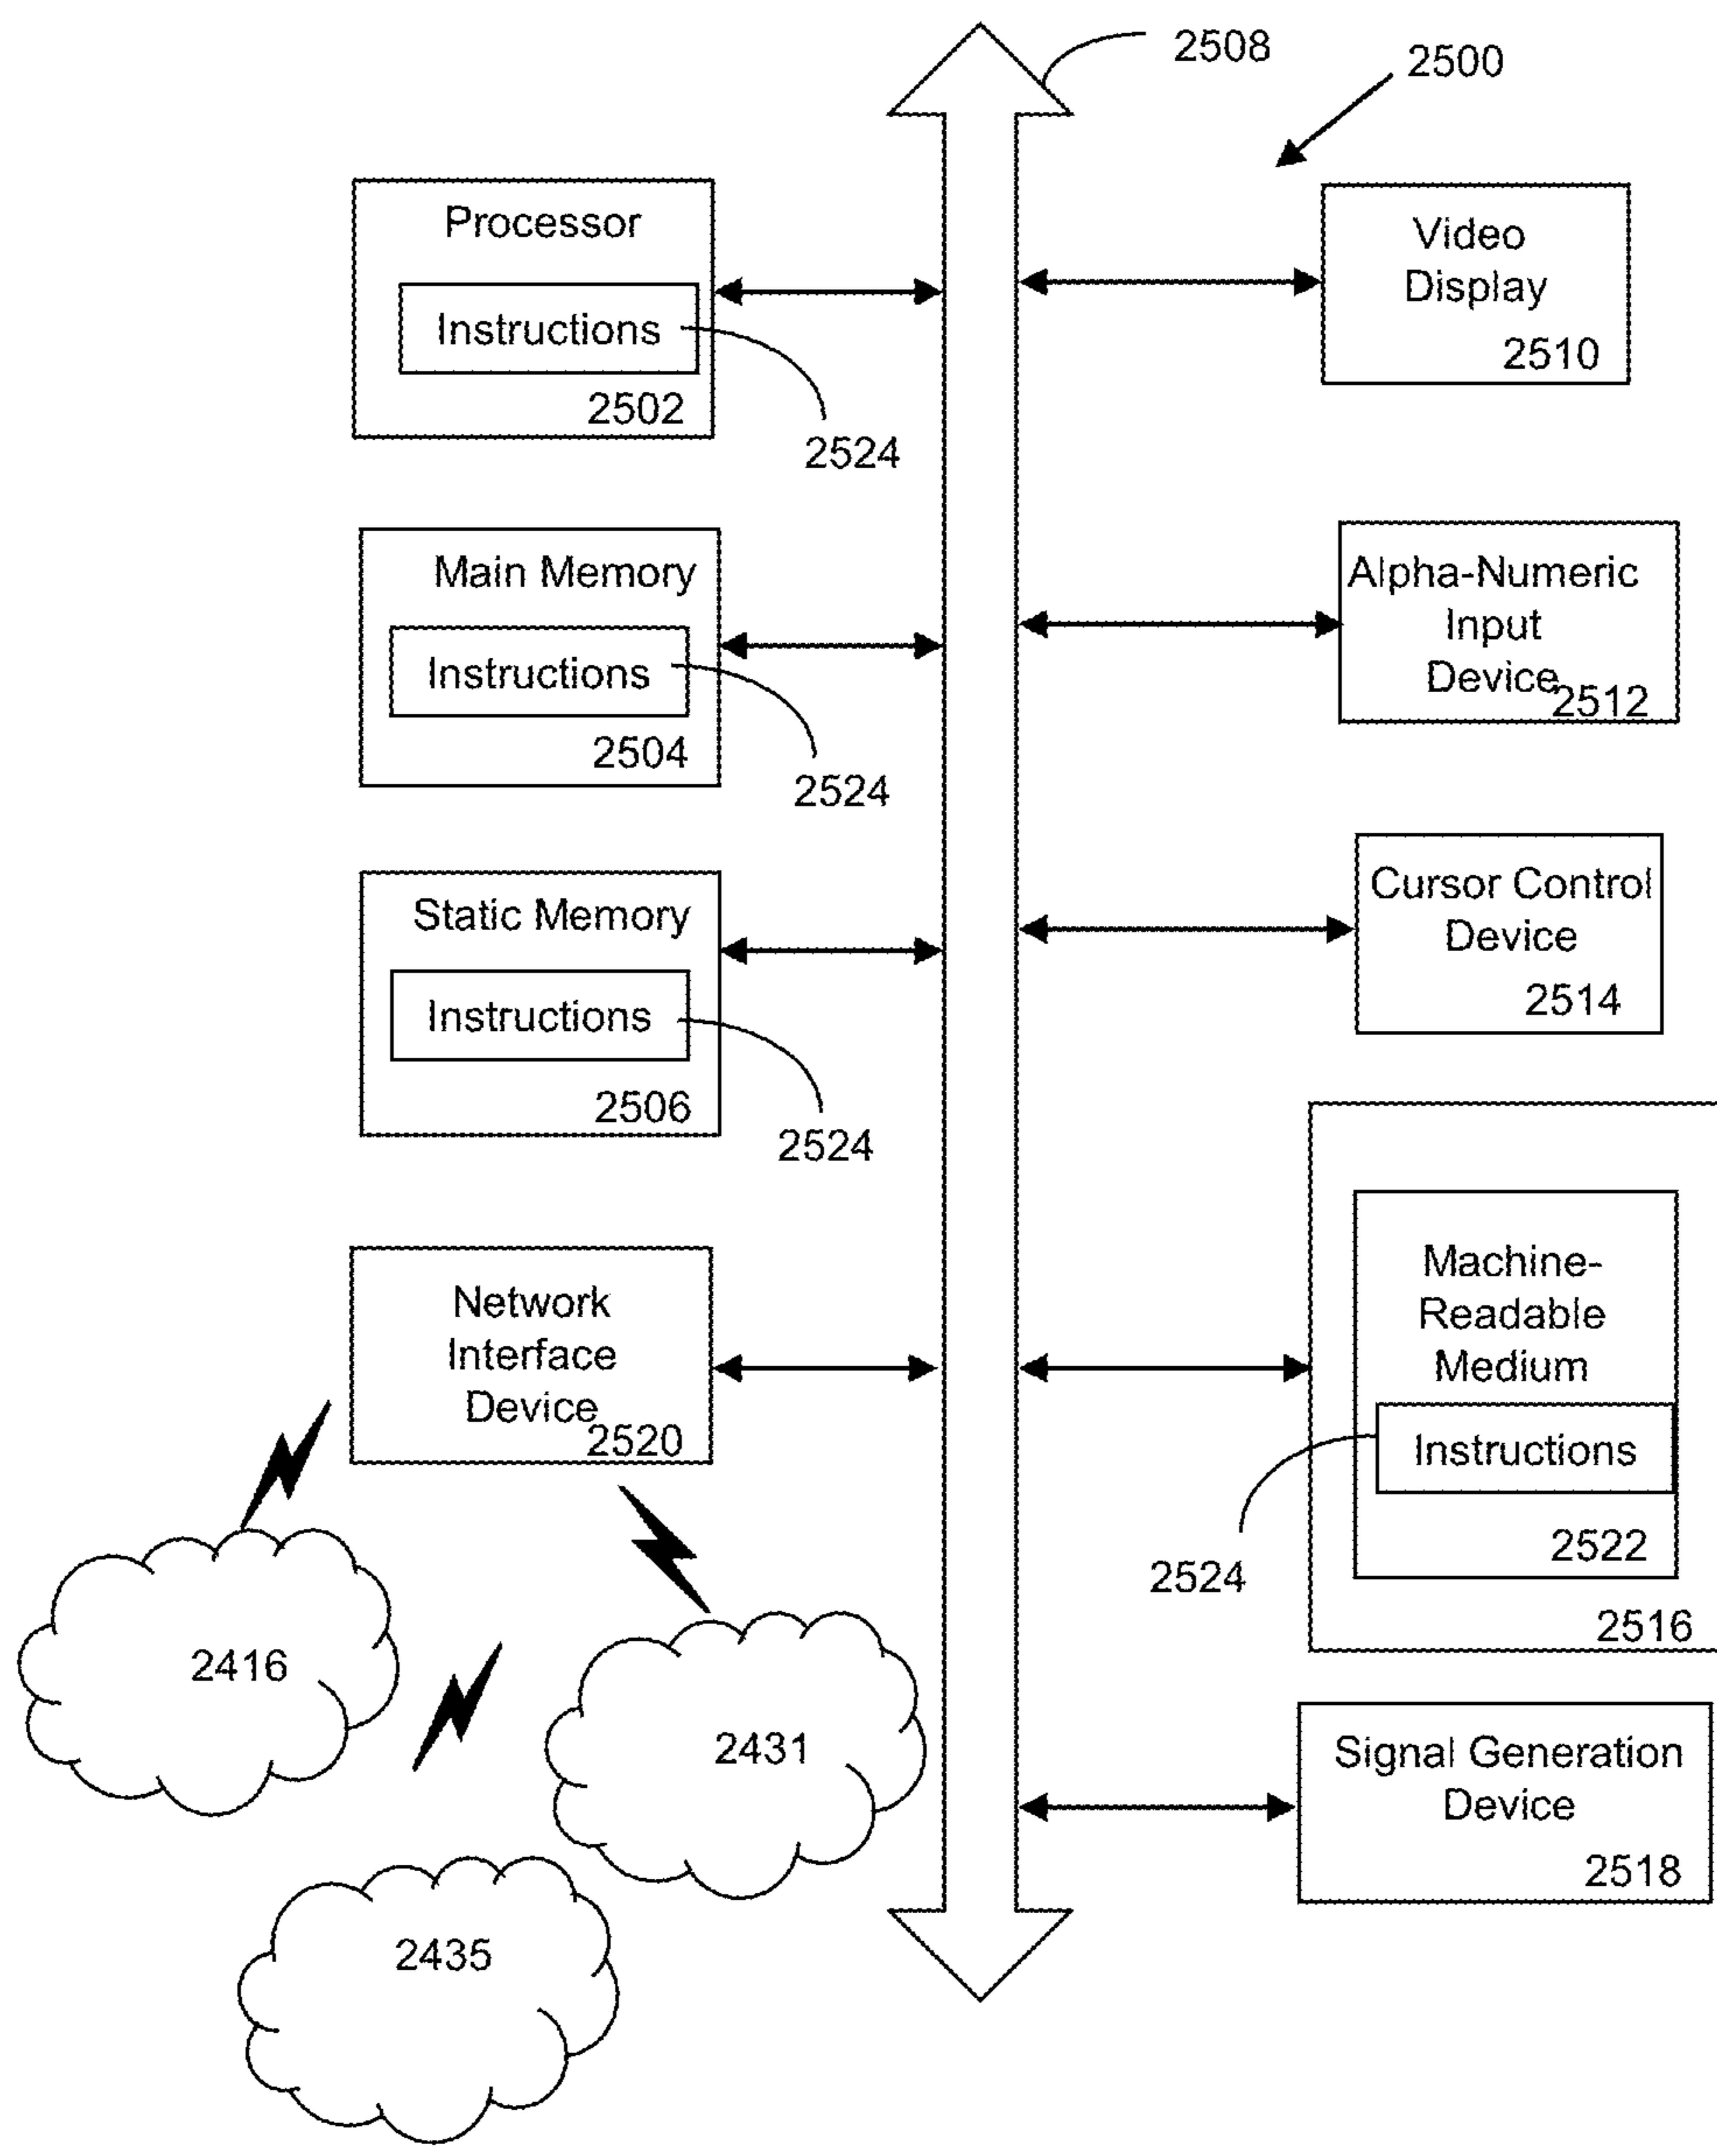 2508
2500
Processor
Instructions
2502
2524
Video
Display
2510
Main Memory
Instructions
2504
2524
Alpha-Numeric
Input
Device
2512
Static Memory
Instructions
2506
2524
Cursor Control
Device
2514
Network
Interface
Device
2520
Machine-
Readable
Medium
Instructions
2522
2524
2516
2416
2431
2435
Signal Generation
Device
2518